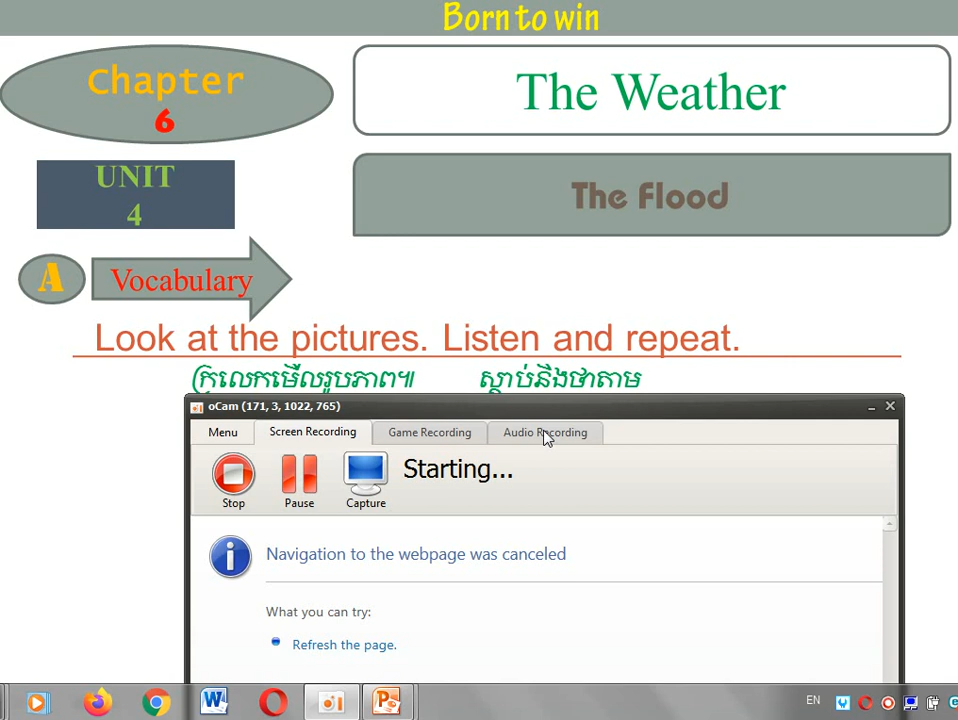 Born to win
Chapter
6
The Weather
UNIT
4
The Flood
A
Vocabulary
Look at the pictures. Listen and repeat.
ក្រលេកមើលរូបភាព៕ ស្តាប់និងថាតាម
oCam (171, 3, 1022, 765)
Menu Screen Recording Game Recording Audio Recording
Starting...
Stop Pause Capture
Navigation to the webpage was canceled
What you can try:
Refresh the page.
EN